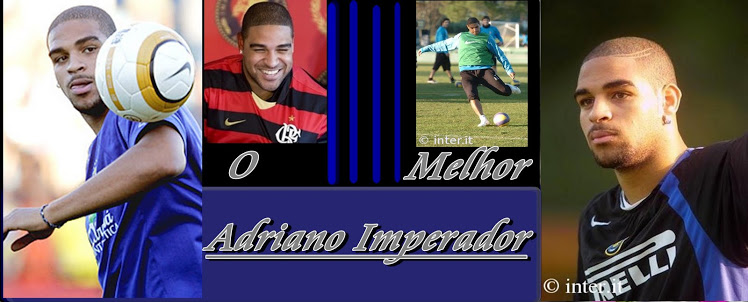 © inter.it
O Melhor
Adriano Imperador
PIRELLI
© inter.it